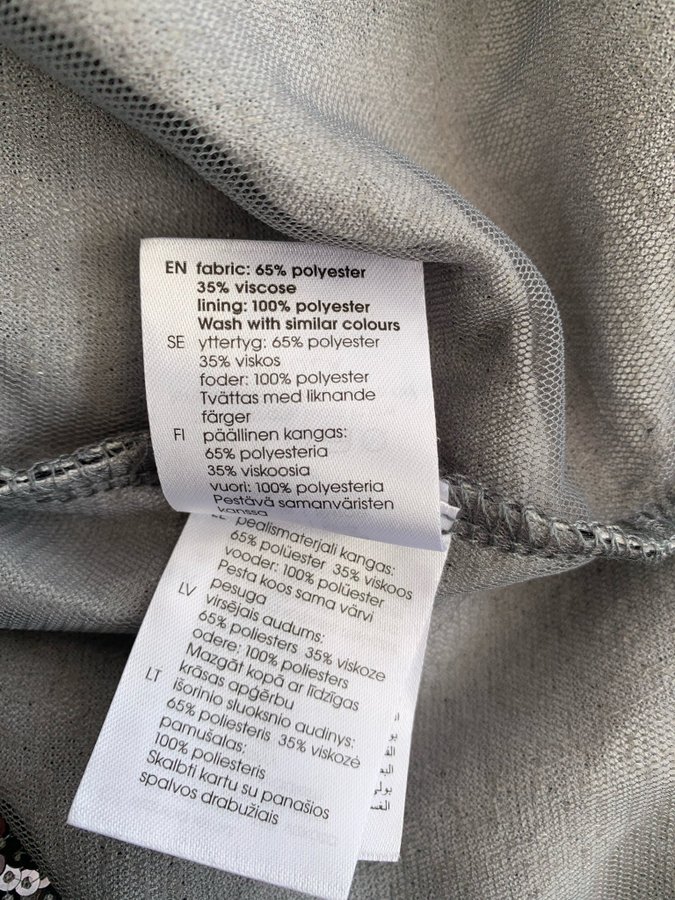 EN fabric: 65% polyester
35% viscose
lining: 100% polyester
Wash with similar colours
SE yttertyg: 65% polyester
35% viskos
foder: 100% polyester
Tvättas med liknande
färger
FI päällinen kangas:
65% polyesteria
35% viskoosia
vuori: 100% polyesteria
Pestävä samanväristen
kanssa
pealismaterjali kangas:
65% polüester 35% viskoos
vooder: 100% polüester
Pesta koos sama värvi
pesuga
LV virsējais audums:
65% poliesters 35% viskoze
odere: 100% poliesters
Mazgāt kopā ar līdzīgas
krāsas apģērbu
LT išorinio sluoksnio audinys:
65% poliesteris 35% viskozė
pamušalas:
100% poliesteris
Skalbti kartu su panašios
spalvos drabužiais